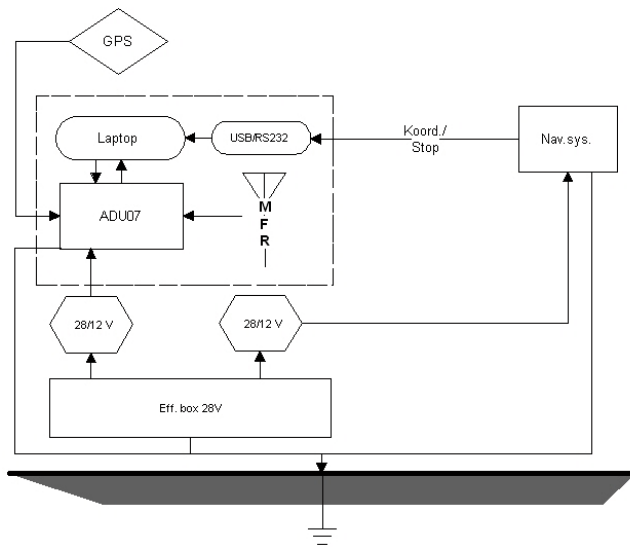 GPS
Laptop
USB/RS232
Koord./
Stop
Nav.sys.
ADU07
M
F
R
28/12 V
28/12 V
Eff. box 28V